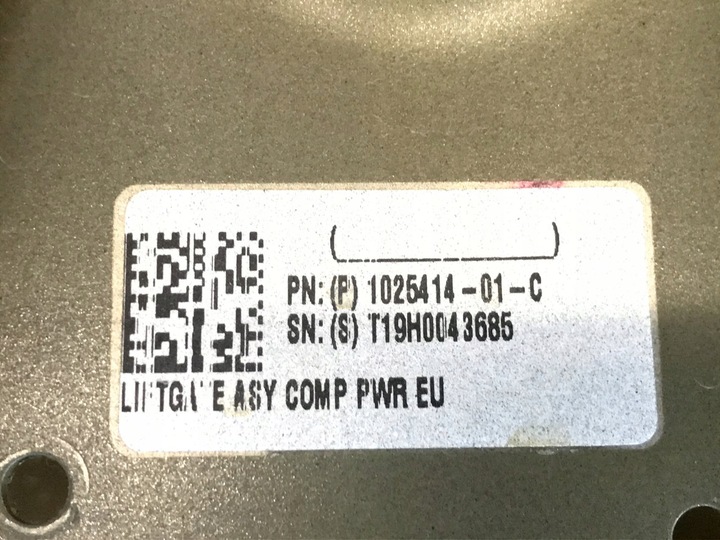 PN: (P) 1025414-01-C
SN: (S) T19H0043685
LIFTGATE ASY COMP PWR EU